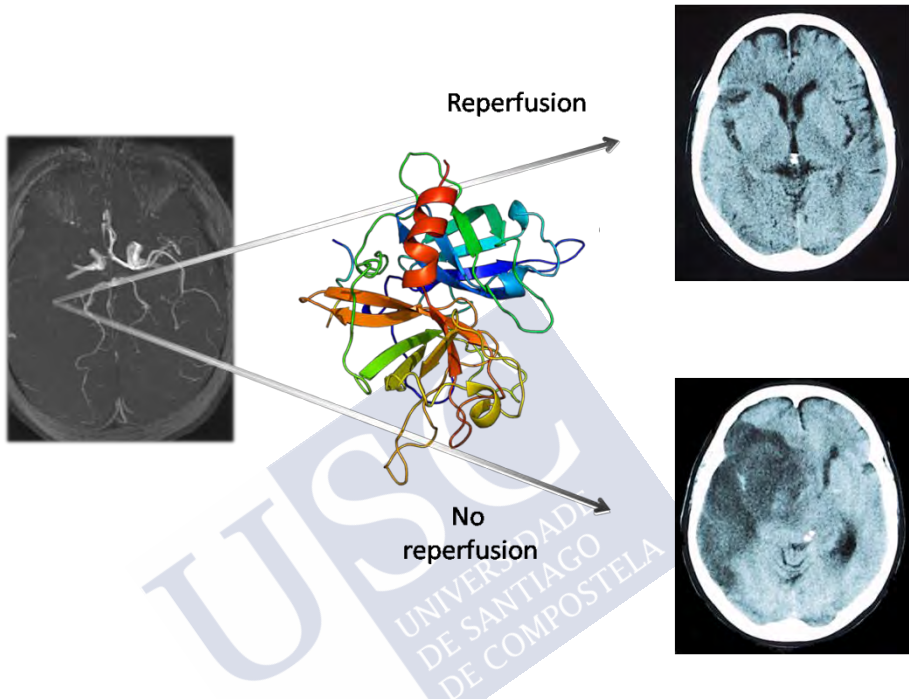 Reperfusion
No
reperfusion
USC
UNIVERSIDADE
DE SANTIAGO
DE COMPOSTELA